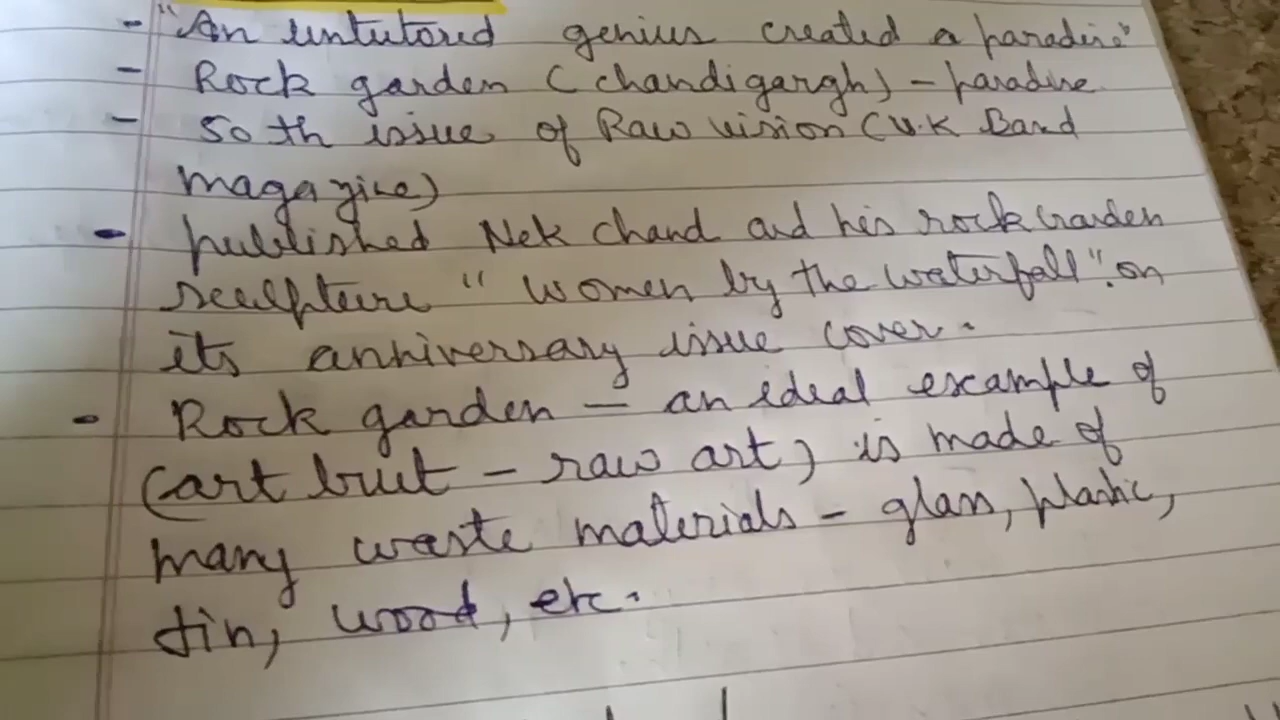 - "An untutored genius created a paradise"
- Rock garden (chandigargh) - paradise
- 50th issue of Raw vision (U.K Band
magazine)
- published Nek chand and his rock Garden
sculpture "women by the waterfall". on
its anniversary issue cover.
- Rock garden - an ideal example of
(art brut - raw art) is made of
many waste materials - glass, plastic,
tin, wood, etc.